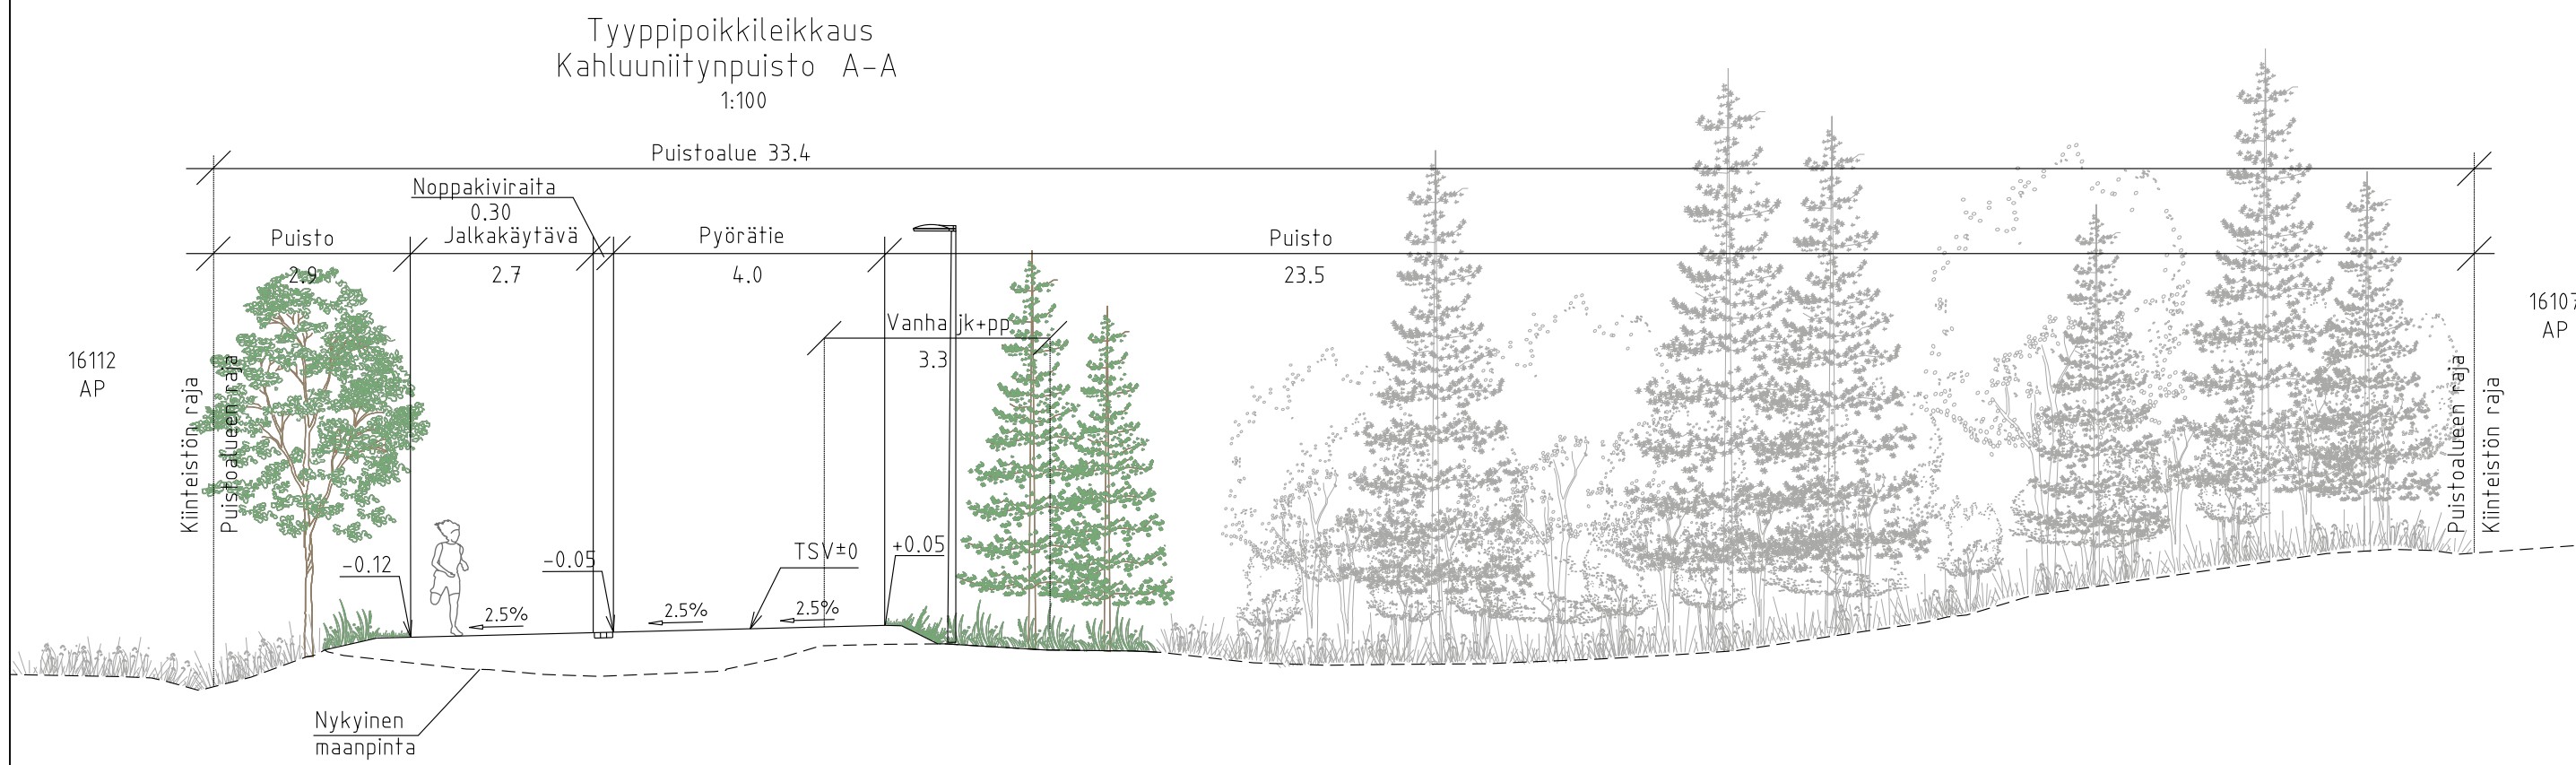 Tyyppipoikkileikkaus
Kahluuniitynpuisto A-A
1:100
Puistoalue 33.4
Noppakiviraita
0.30
Puisto
Jalkakäytävä
Pyörätie
Puisto
2.9
2.7
4.0
23.5
Vanha jk+pp
3.3
16112
AP
16107
AP
Kiinteistön raja
Puistoalueen raja
Puistoalueen raja
Kiinteistön raja
-0.12
-0.05
TSV±0
+0.05
2.5%
2.5%
2.5%
Nykyinen
maanpinta